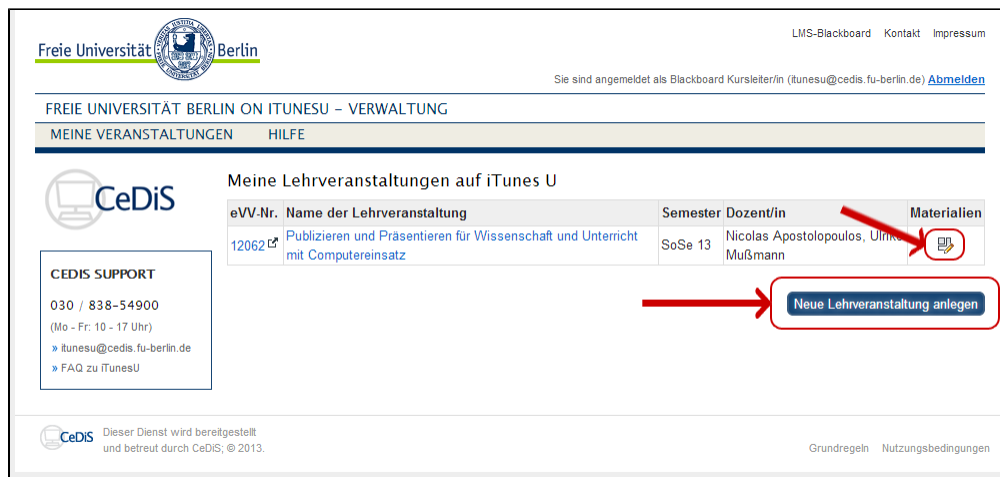 Freie Universität Berlin
LMS-Blackboard Kontakt Impressum
Sie sind angemeldet als Blackboard Kursleiter/in (itunesu@cedis.fu-berlin.de) Abmelden
FREIE UNIVERSITÄT BERLIN ON ITUNESU – VERWALTUNG
MEINE VERANSTALTUNGEN HILFE
CeDiS
Meine Lehrveranstaltungen auf iTunes U
eVV-Nr. Name der Lehrveranstaltung Semester Dozent/in Materialien
12062 Publizieren und Präsentieren für Wissenschaft und Unterricht mit Computereinsatz SoSe 13 Nicolas Apostolopoulos, Mußmann
Neue Lehrveranstaltung anlegen
CEDIS SUPPORT
030 / 838-54900
(Mo - Fr: 10 - 17 Uhr)
» itunesu@cedis.fu-berlin.de
» FAQ zu iTunesU
CeDiS
Dieser Dienst wird bereitgestellt
und betreut durch CeDiS; © 2013.
Grundregeln Nutzungsbedingungen